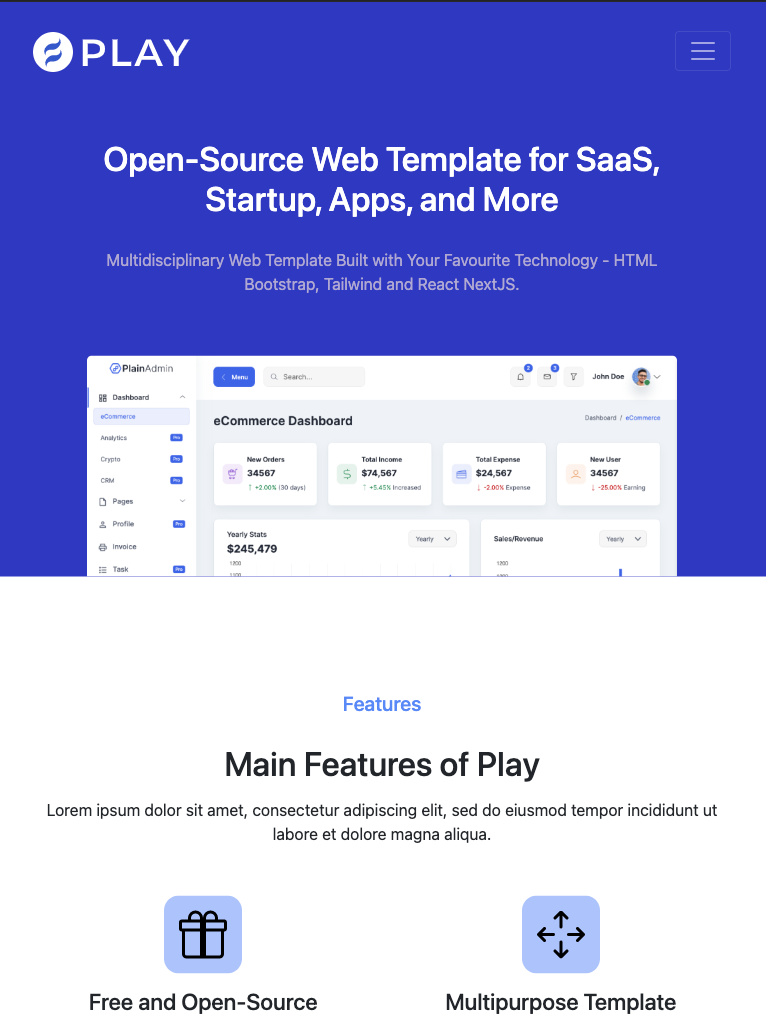 PLAY
Open-Source Web Template for SaaS,
Startup, Apps, and More
Multidisciplinary Web Template Built with Your Favourite Technology - HTML
Bootstrap, Tailwind and React NextJS.
PlainAdmin
Menu
Search...
2
3
John Doe
Dashboard
eCommerce
Analytics Pro
Crypto Pro
CRM Pro
Pages
Profile Pro
Invoice
Task Pro
eCommerce Dashboard
Dashboard / eCommerce
New Orders
34567
↑ +2.00% (30 days)
Total Income
$74,567
↑ +5.45% Increased
Total Expense
$24,567
↓ -2.00% Expense
New User
34567
↓ -25.00% Earning
Yearly Stats
$245,479
Yearly
1200
1100
Sales/Revenue
Yearly
1200
1100
Features
Main Features of Play
Lorem ipsum dolor sit amet, consectetur adipiscing elit, sed do eiusmod tempor incididunt ut
labore et dolore magna aliqua.
Free and Open-Source
Multipurpose Template